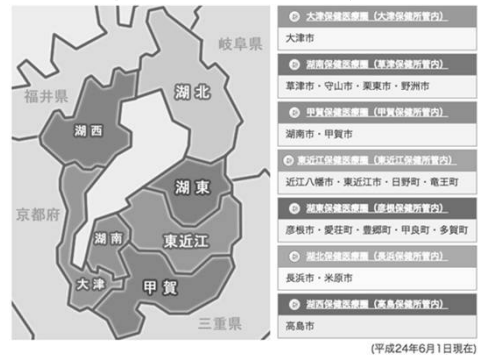 岐阜県
福井県
湖北
湖西
湖東
京都府
湖南
東近江
大津
甲賀
三重県
大津保健医療圏（大津保健所管内）
大津市
湖南保健医療圏（草津保健所管内）
草津市・守山市・栗東市・野洲市
甲賀保健医療圏（甲賀保健所管内）
湖南市・甲賀市
東近江保健医療圏（東近江保健所管内）
近江八幡市・東近江市・日野町・竜王町
湖東保健医療圏（彦根保健所管内）
彦根市・愛荘町・豊郷町・甲良町・多賀町
湖北保健医療圏（長浜保健所管内）
長浜市・米原市
湖西保健医療圏（高島保健所管内）
高島市
(平成24年6月1日現在)